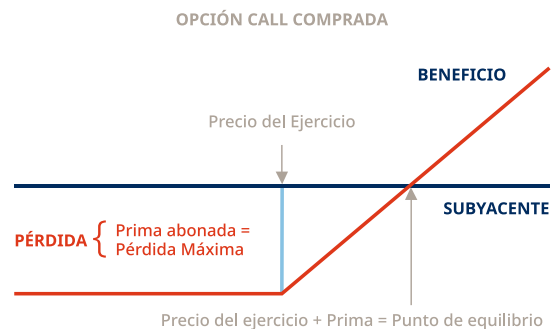 OPCIÓN CALL COMPRADA
BENEFICIO
Precio del Ejercicio
SUBYACENTE
PÉRDIDA { Prima abonada =
Pérdida Máxima
Precio del ejercicio + Prima = Punto de equilibrio